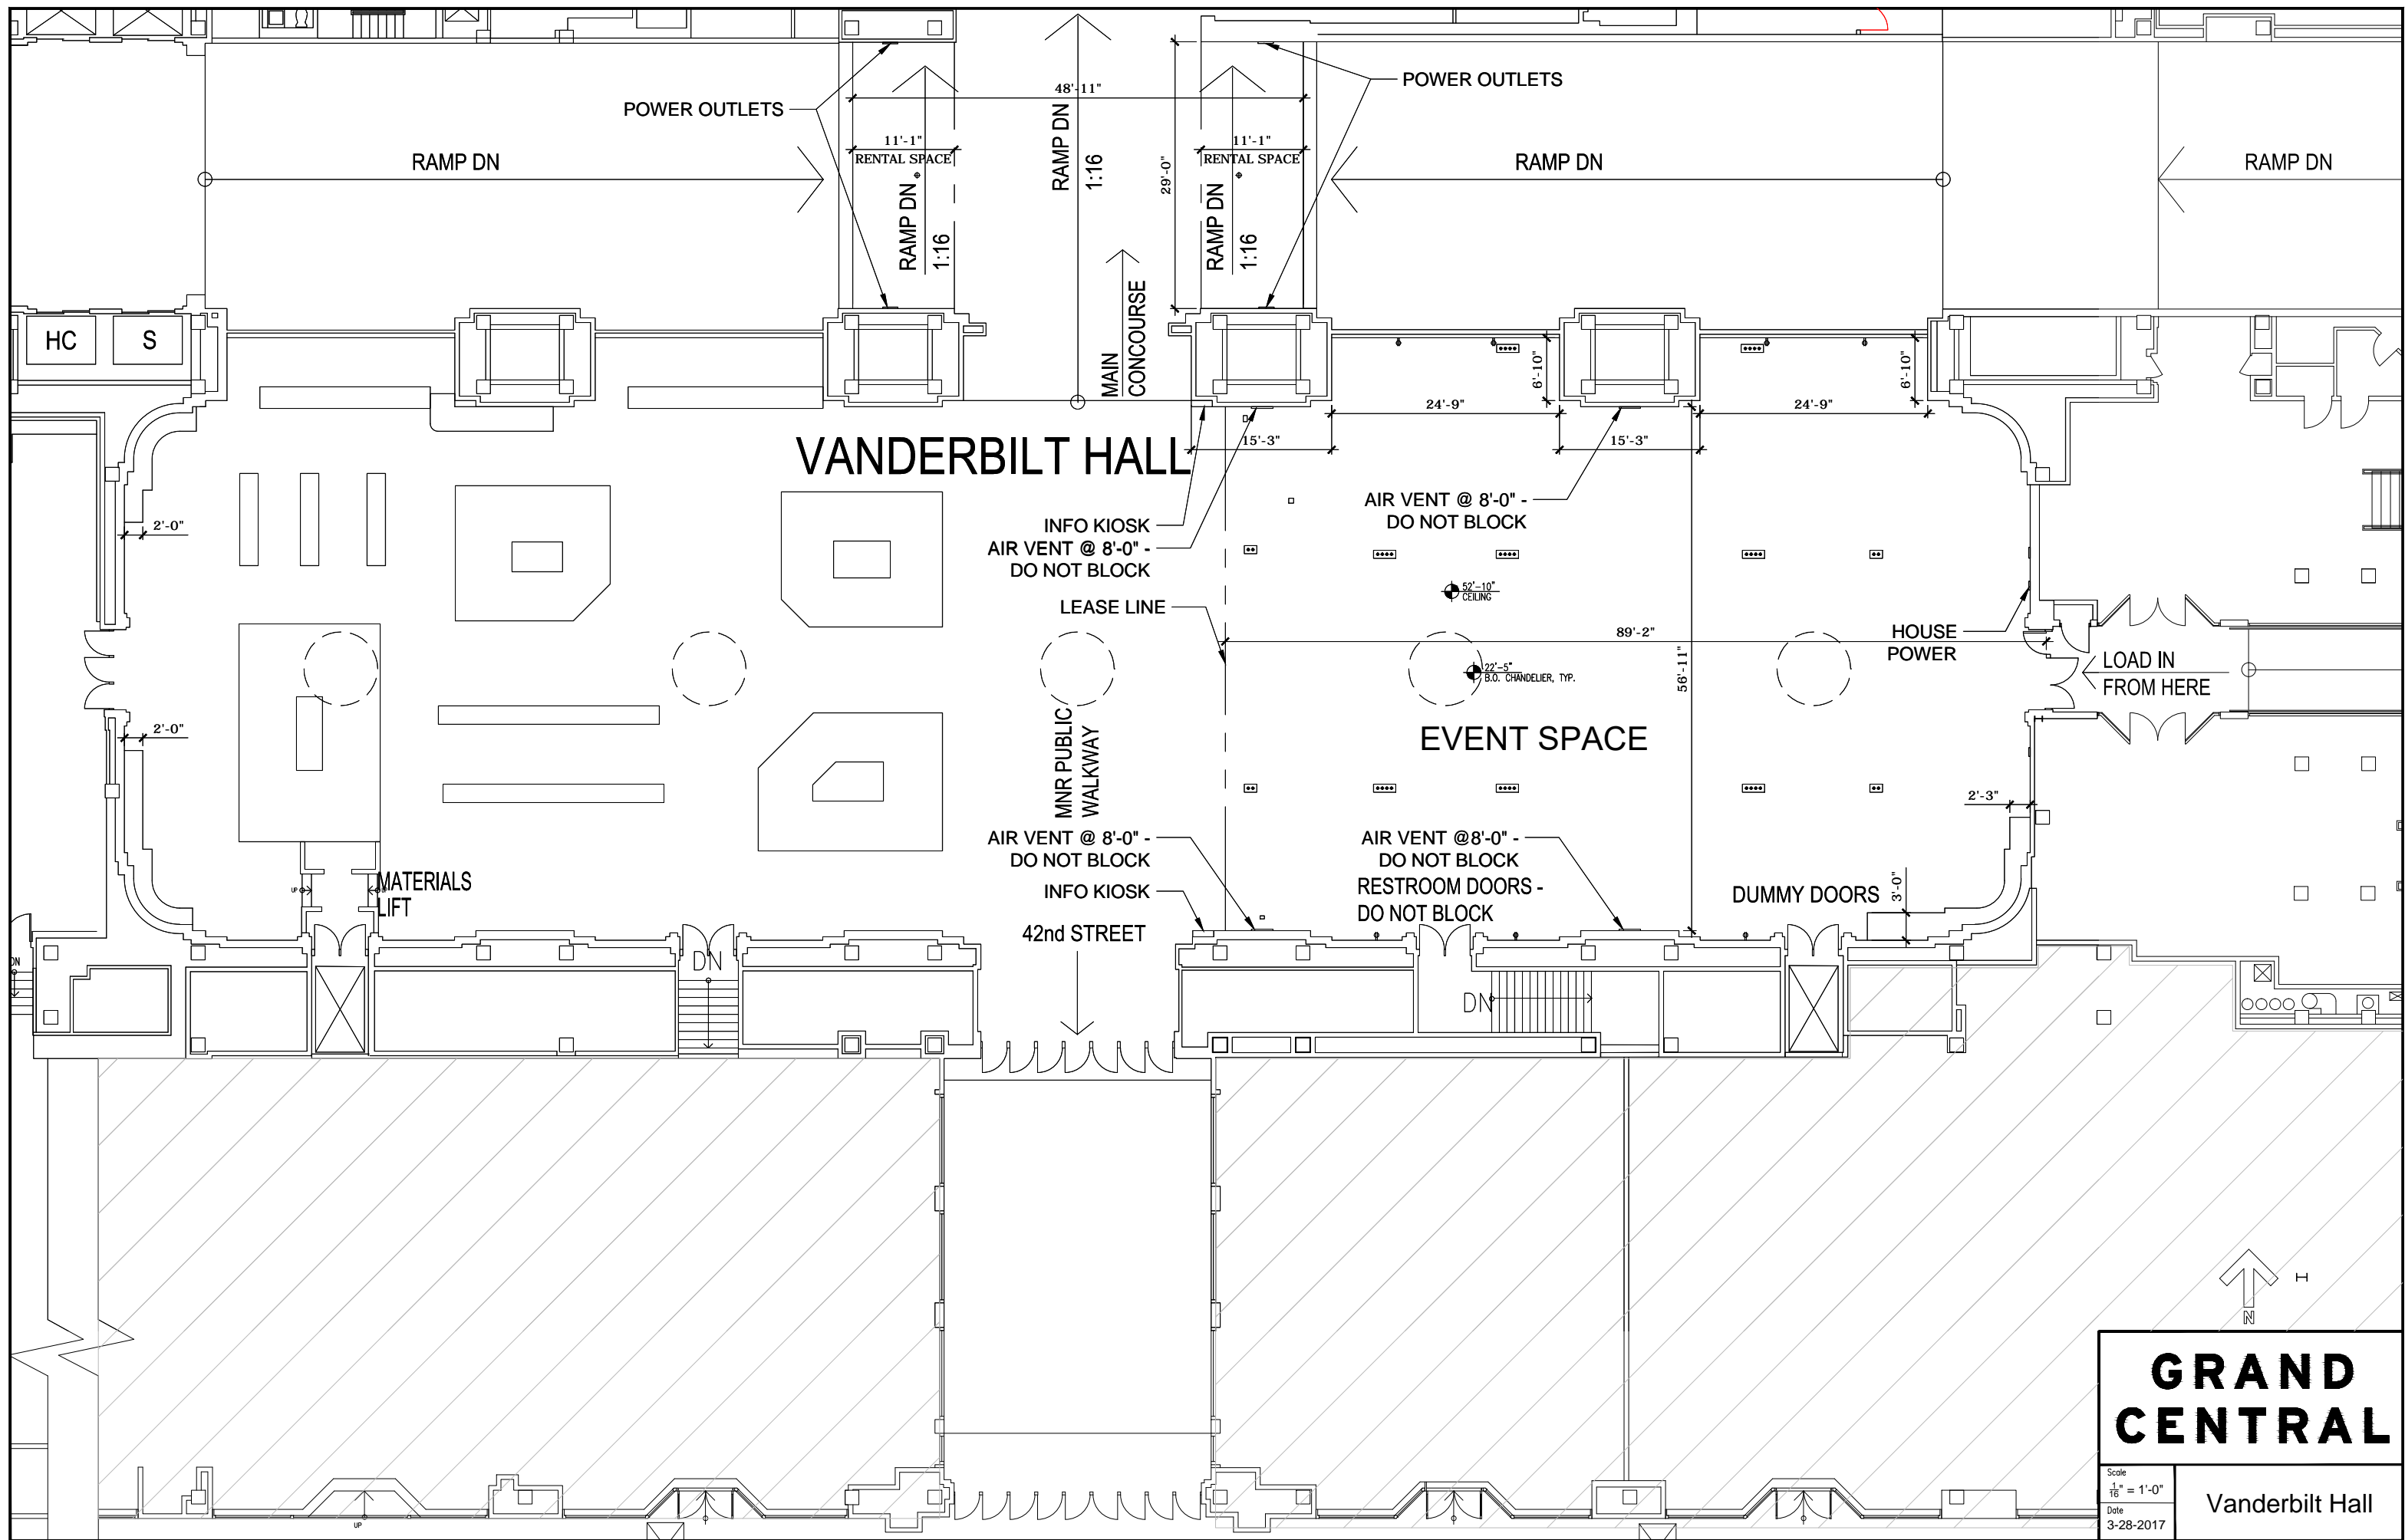 POWER OUTLETS
POWER OUTLETS
48'-11"
RAMP DN
1:16
11'-1"
RENTAL SPACE
11'-1"
RENTAL SPACE
29'-0"
RAMP DN
RAMP DN
RAMP DN
RAMP DN
1:16
RAMP DN
1:16
MAIN
CONCOURSE
HC
S
6'-10"
6'-10"
24'-9"
24'-9"
15'-3"
15'-3"
VANDERBILT HALL
INFO KIOSK
AIR VENT @ 8'-0" -
DO NOT BLOCK
AIR VENT @ 8'-0" -
DO NOT BLOCK
2'-0"
52'-10"
CEILING
LEASE LINE
89'-2"
HOUSE
POWER
LOAD IN
FROM HERE
22'-5"
B.O. CHANDELIER, TYP.
56'-11"
2'-0"
MNR PUBLIC
WALKWAY
EVENT SPACE
2'-3"
AIR VENT @ 8'-0" -
DO NOT BLOCK
AIR VENT @8'-0" -
DO NOT BLOCK
INFO KIOSK
RESTROOM DOORS -
DO NOT BLOCK
DUMMY DOORS
3'-0"
UP
MATERIALS
LIFT
42nd STREET
DN
DN
DN
N
GRAND
CENTRAL
Scale
1/16" = 1'-0"
Date
3-28-2017
Vanderbilt Hall
UP